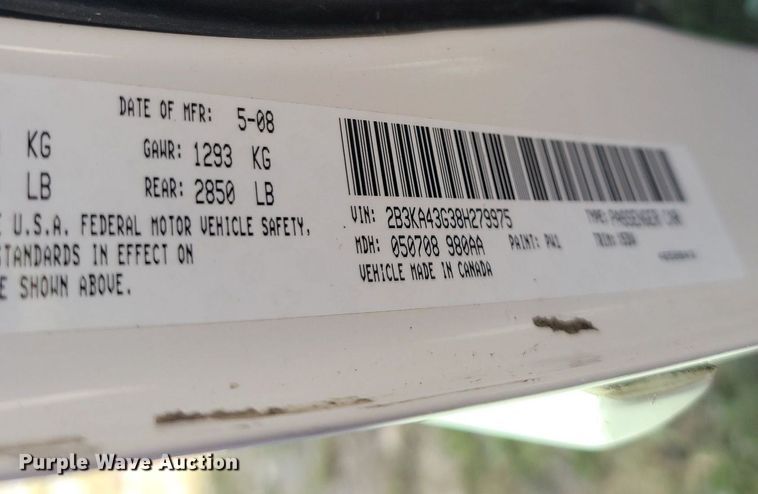 DATE OF MFR: 5-08
KG GAWR: 1293 KG
LB REAR: 2850 LB
U.S.A. FEDERAL MOTOR VEHICLE SAFETY,
STANDARDS IN EFFECT ON
SHOWN ABOVE.
VIN: 2B3KA43G38H279975 TYPE: PASSENGER CAR
MDH: 050708 980AA PAINT: PW1 TRIM:
VEHICLE MADE IN CANADA
Purple Wave Auction